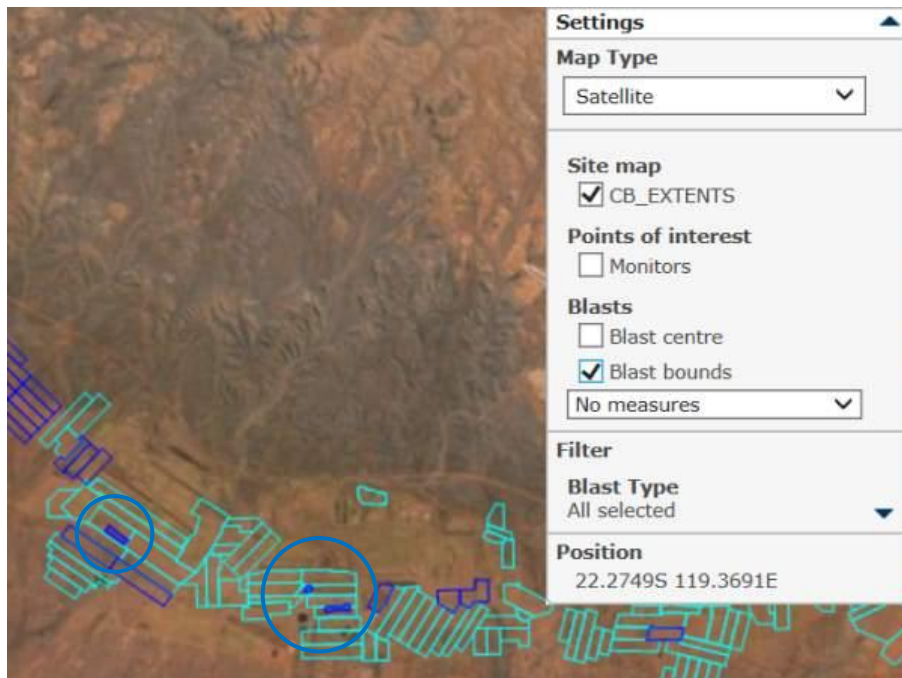 Settings
Map Type
Satellite
Site map
CB_EXTENTS
Points of interest
Monitors
Blasts
Blast centre
Blast bounds
No measures
Filter
Blast Type
All selected
Position
22.2749S 119.3691E